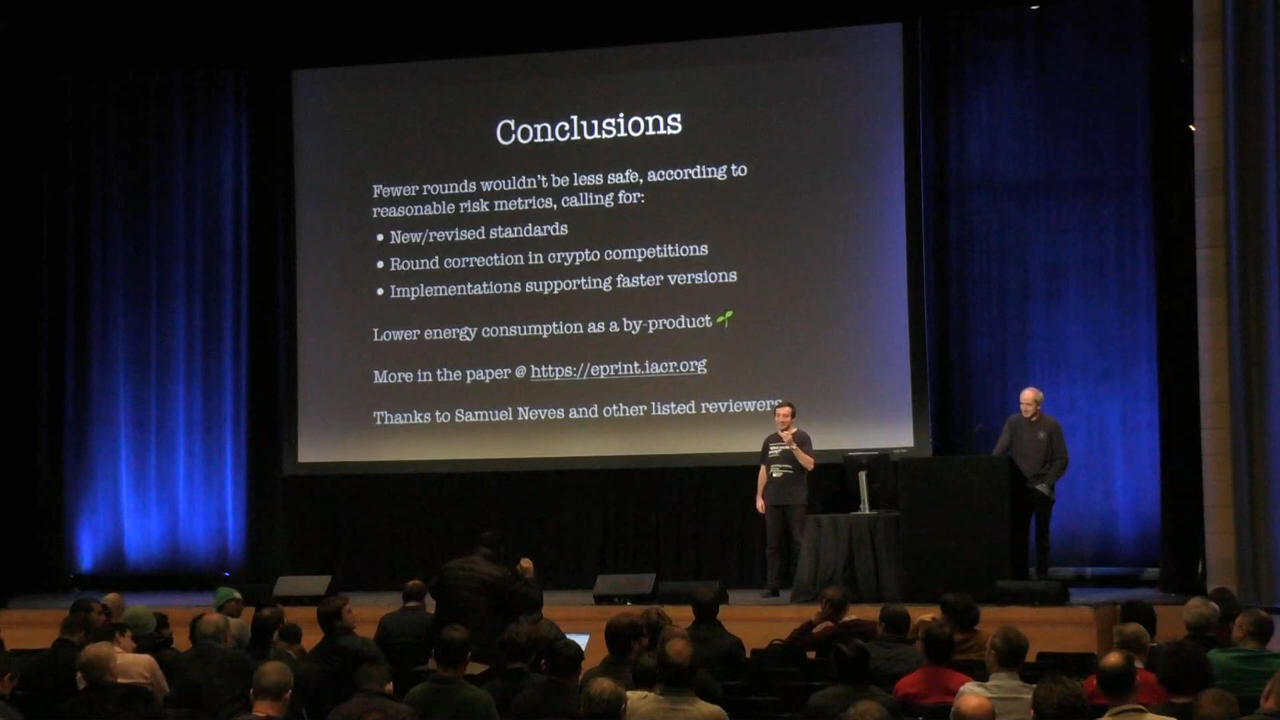 Conclusions
Fewer rounds wouldn't be less safe, according to
reasonable risk metrics, calling for:
• New/revised standards
• Round correction in crypto competitions
• Implementations supporting faster versions
Lower energy consumption as a by-product 🌱
More in the paper @ https://eprint.iacr.org
Thanks to Samuel Neves and other listed reviewers